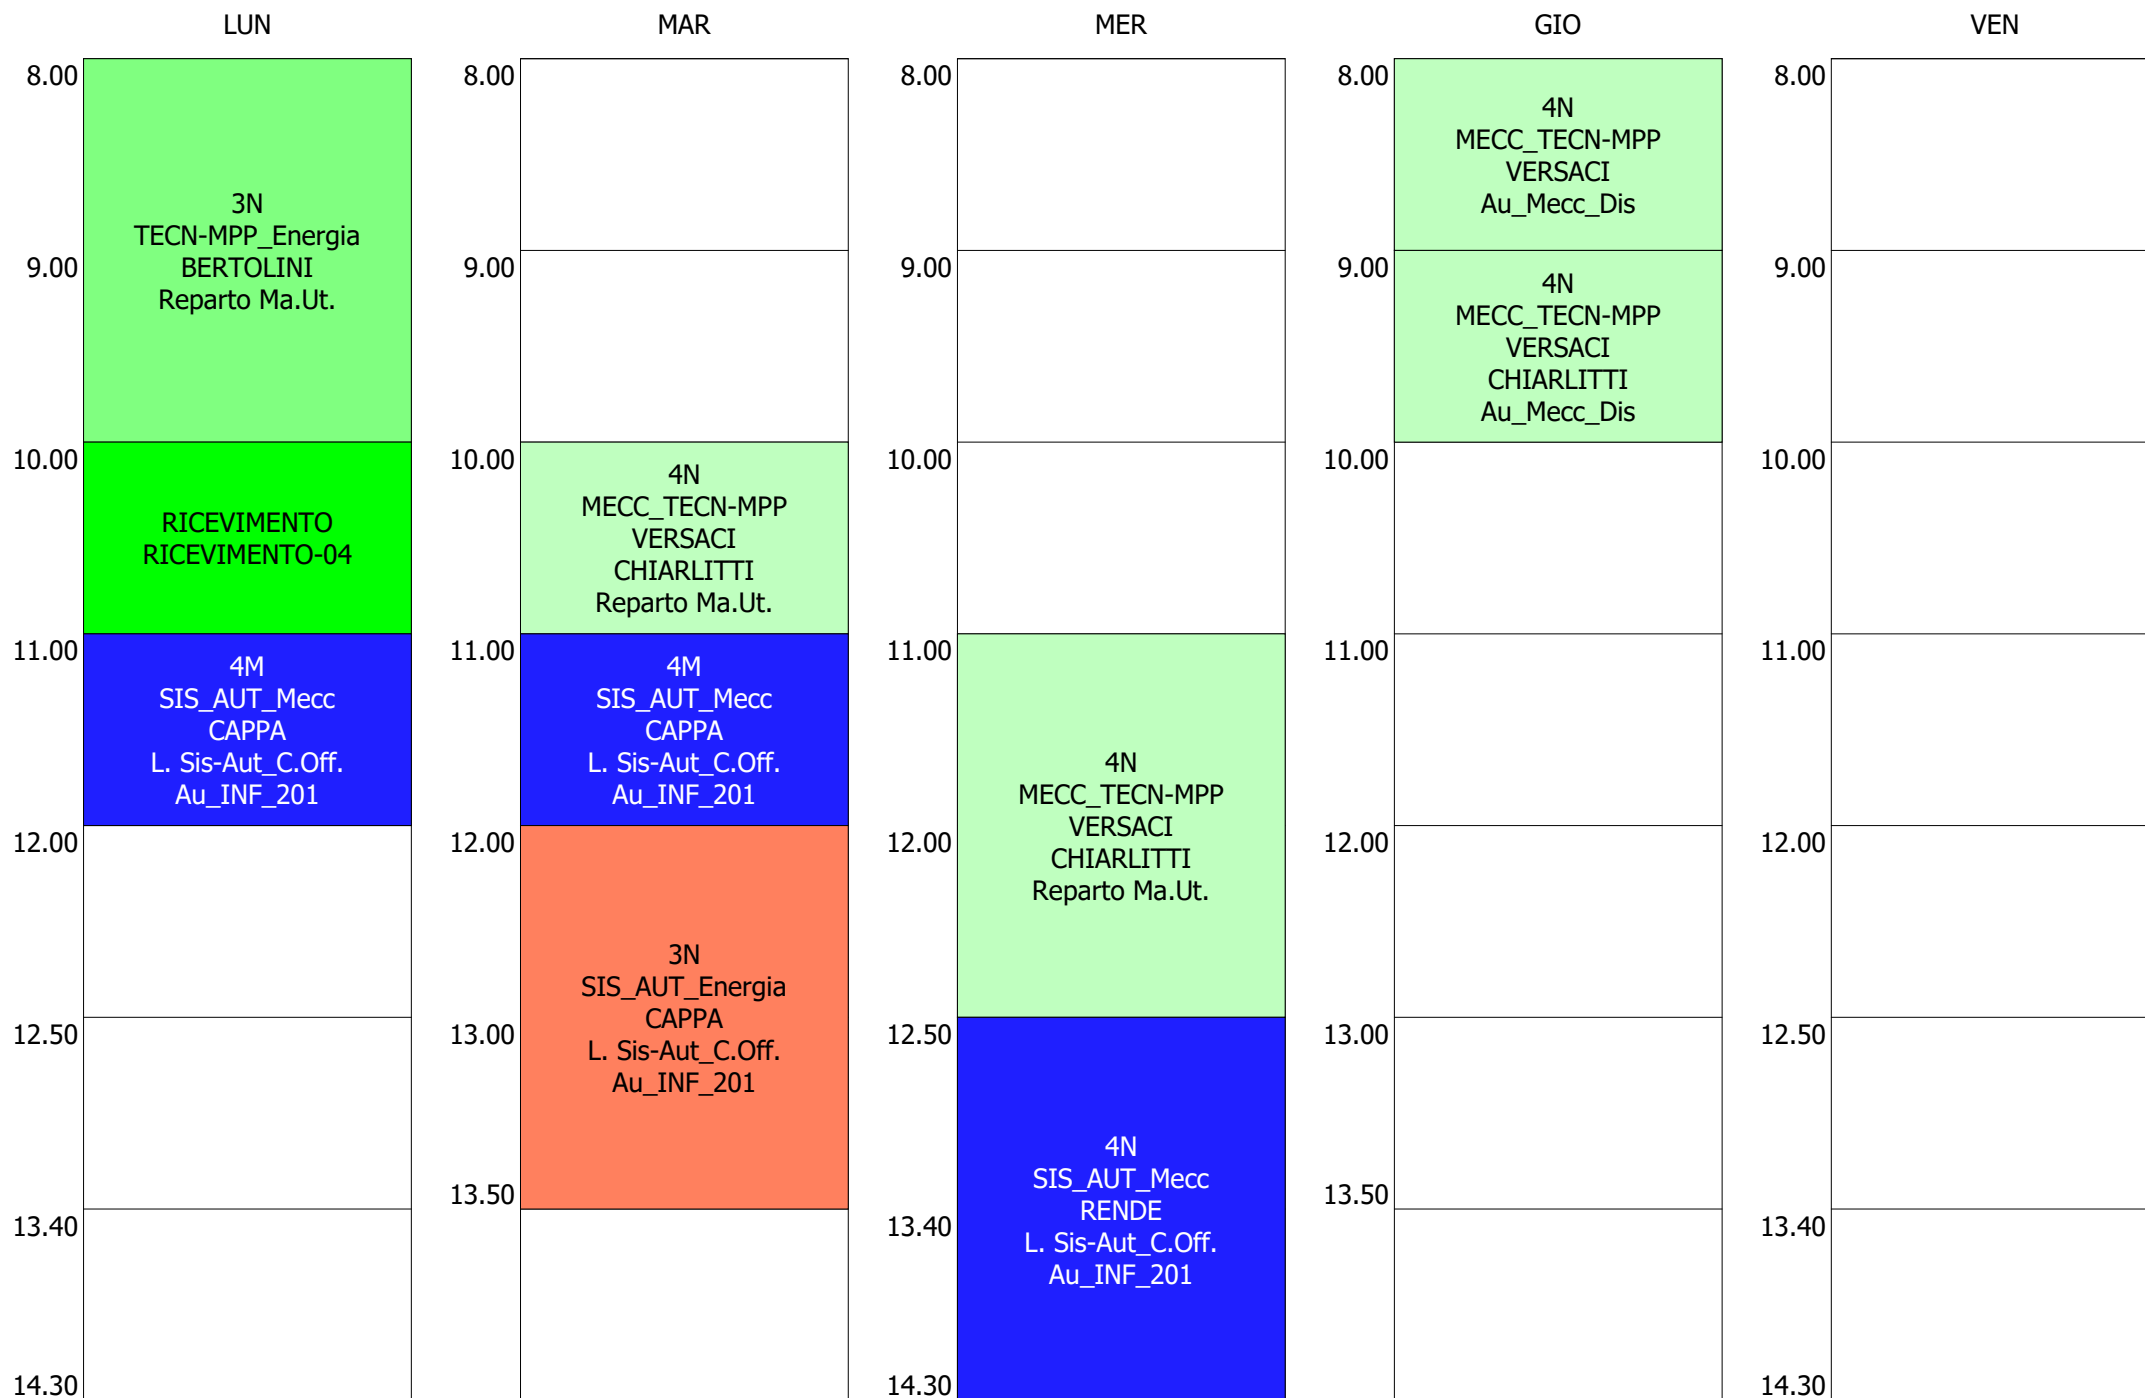 LUN
8.00
3N
TECN-MPP_Energia
BERTOLINI
9.00
Reparto Ma.Ut.
10.00
RICEVIMENTO
RICEVIMENTO-04
11.00
4M
SIS_AUT_Mecc
CAPPA
L. Sis-Aut_C.Off.
Au_INF_201
12.00
12.50
13.40
14.30
MAR
8.00
9.00
10.00
4N
MECC_TECN-MPP
VERSACI
CHIARLITTI
Reparto Ma.Ut.
11.00
4M
SIS_AUT_Mecc
CAPPA
L. Sis-Aut_C.Off.
Au_INF_201
12.00
3N
SIS_AUT_Energia
CAPPA
13.00
L. Sis-Aut_C.Off.
Au_INF_201
13.50
MER
8.00
9.00
10.00
11.00
4N
MECC_TECN-MPP
VERSACI
12.00
CHIARLITTI
Reparto Ma.Ut.
12.50
4N
SIS_AUT_Mecc
RENDE
13.40
L. Sis-Aut_C.Off.
Au_INF_201
14.30
GIO
8.00
4N
MECC_TECN-MPP
VERSACI
Au_Mecc_Dis
9.00
4N
MECC_TECN-MPP
VERSACI
CHIARLITTI
Au_Mecc_Dis
10.00
11.00
12.00
13.00
13.50
VEN
8.00
9.00
10.00
11.00
12.00
12.50
13.40
14.30